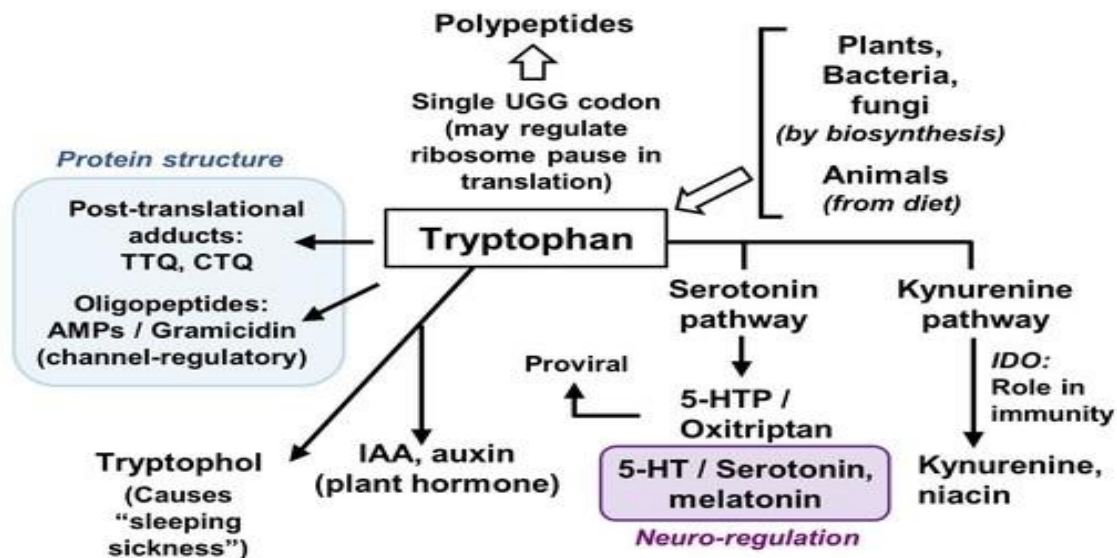 Polypeptides
Single UGG codon
(may regulate
ribosome pause in
translation)
Plants,
Bacteria,
fungi
(by biosynthesis)
Animals
(from diet)
Protein structure
Post-translational
adducts:
TTQ, CTQ
Oligopeptides:
AMPs / Gramicidin
(channel-regulatory)
Tryptophan
Serotonin
pathway
Kynurenine
pathway
Proviral
IDO:
Role in
immunity
5-HTP /
Oxitriptan
Tryptophol
(Causes
“sleeping
sickness”)
IAA, auxin
(plant hormone)
5-HT / Serotonin,
melatonin
Neuro-regulation
Kynurenine,
niacin